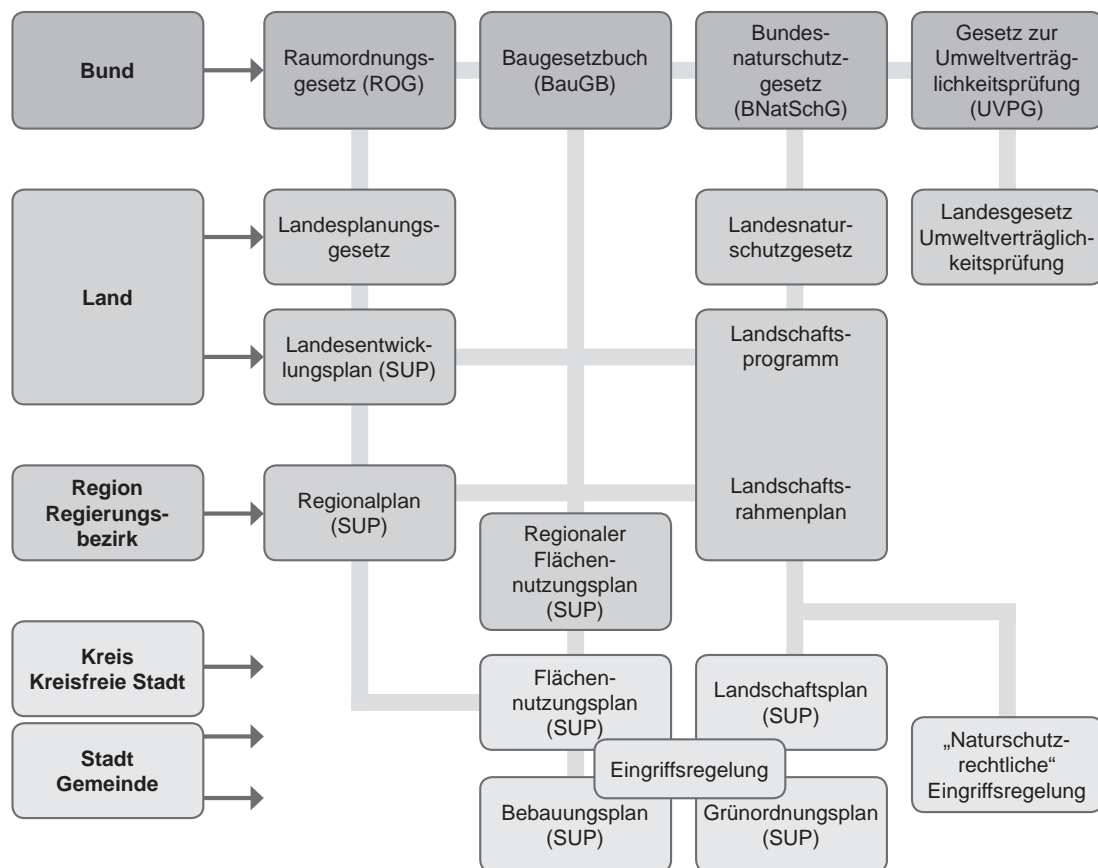 Bund
Raumordnungs-
gesetz (ROG)
Baugesetzbuch
(BauGB)
Bundes-
naturschutz-
gesetz
(BNatSchG)
Gesetz zur
Umweltverträg-
lichkeitsprüfung
(UVPG)
Land
Landesplanungs-
gesetz
Landesnatur-
schutzgesetz
Landesgesetz
Umweltverträglich-
keitsprüfung
Landesentwick-
lungsplan (SUP)
Landschafts-
programm
Region
Regierungs-
bezirk
Regionalplan
(SUP)
Landschafts-
rahmenplan
Regionaler
Flächen-
nutzungsplan
(SUP)
Kreis
Kreisfreie Stadt
Flächen-
nutzungsplan
(SUP)
Landschaftsplan
(SUP)
Stadt
Gemeinde
Eingriffsregelung
„Naturschutz-
rechtliche“
Eingriffsregelung
Bebauungsplan
(SUP)
Grünordnungsplan
(SUP)